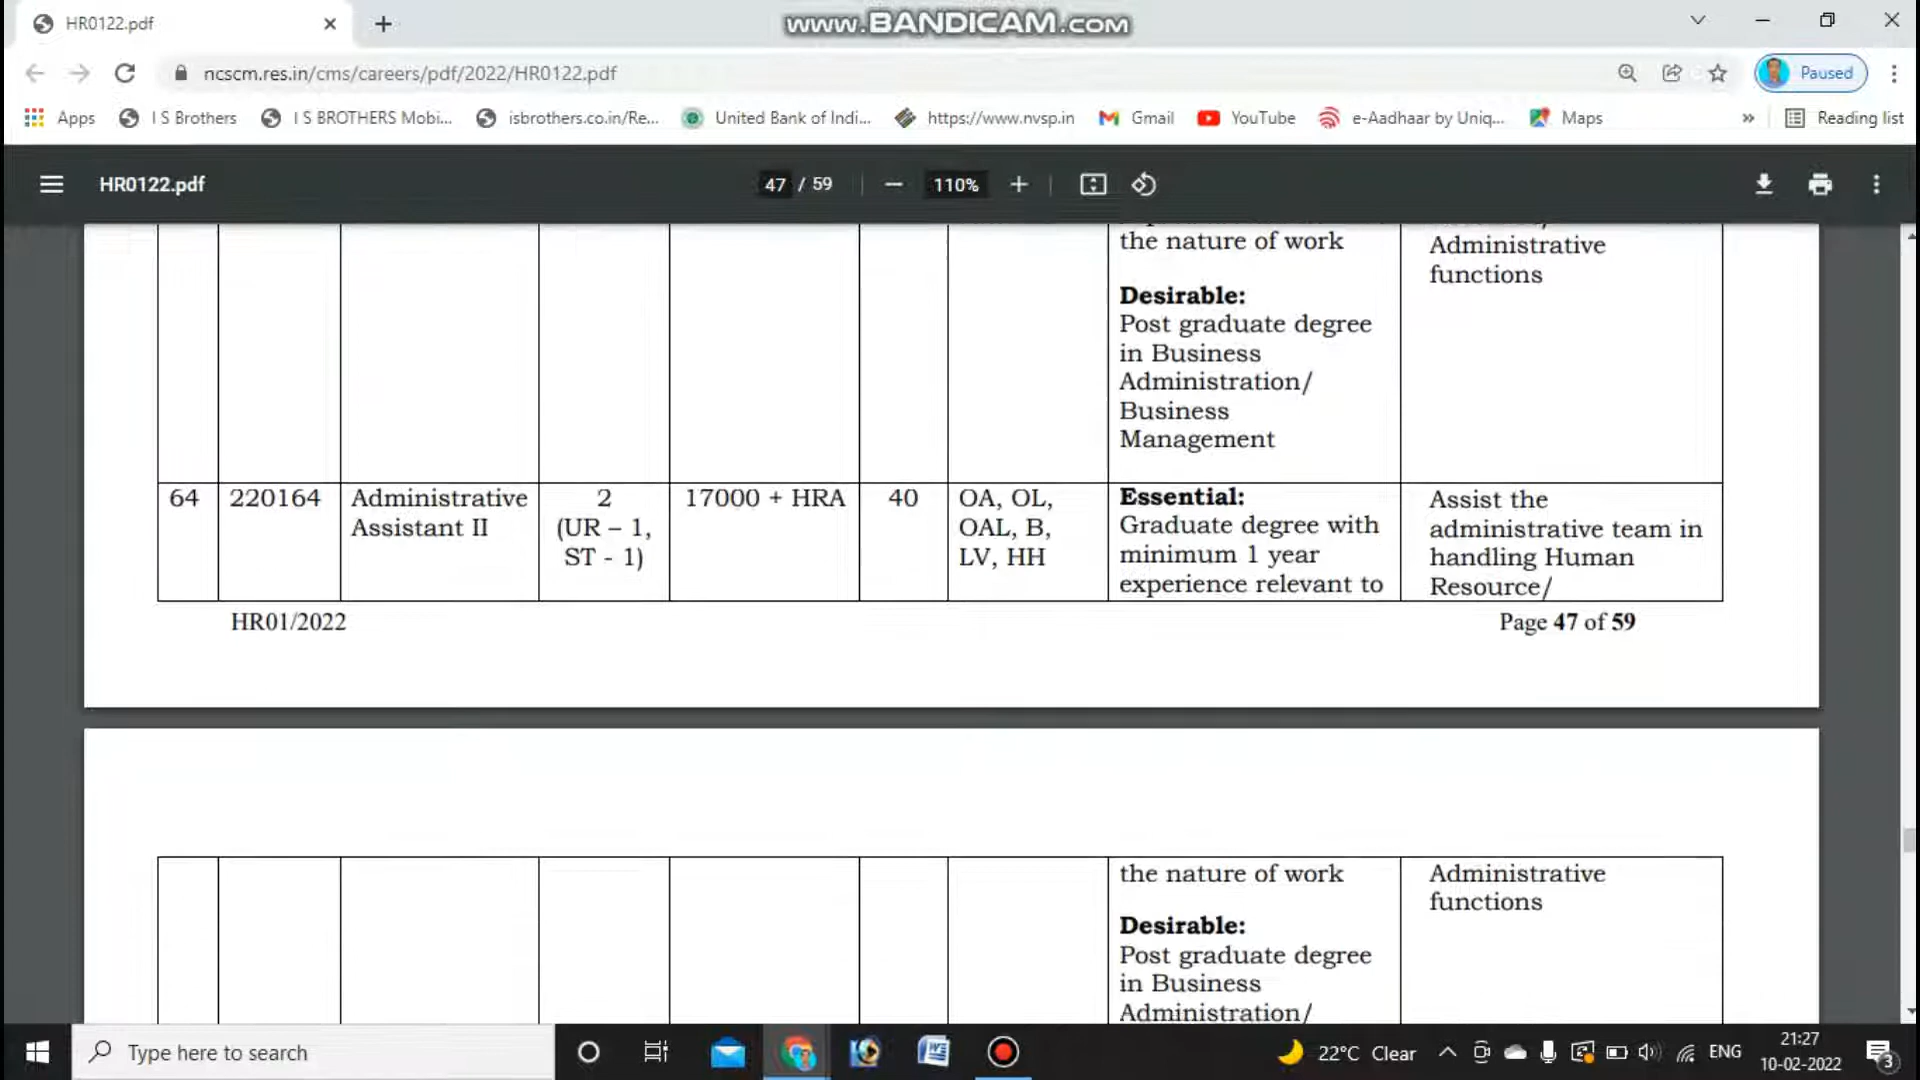 HR0122.pdf
www.BANDICAM.com
ncscm.res.in/cms/careers/pdf/2022/HR0122.pdf
Paused
Apps
I S Brothers
I S BROTHERS Mobi...
isbrothers.co.in/Re...
United Bank of Indi...
https://www.nvsp.in
Gmail
YouTube
e-Aadhaar by Uniq...
Maps
»
Reading list
HR0122.pdf
47 / 59
110%
the nature of work
Desirable:
Post graduate degree
in Business
Administration/
Business
Management
Administrative
functions
64
220164
Administrative
Assistant II
2
(UR – 1,
ST - 1)
17000 + HRA
40
OA, OL,
OAL, B,
LV, HH
Essential:
Graduate degree with
minimum 1 year
experience relevant to
Assist the
administrative team in
handling Human
Resource/
HR01/2022
Page 47 of 59
the nature of work
Desirable:
Post graduate degree
in Business
Administration/
Administrative
functions
Type here to search
22°C Clear
ENG
21:27
10-02-2022
3